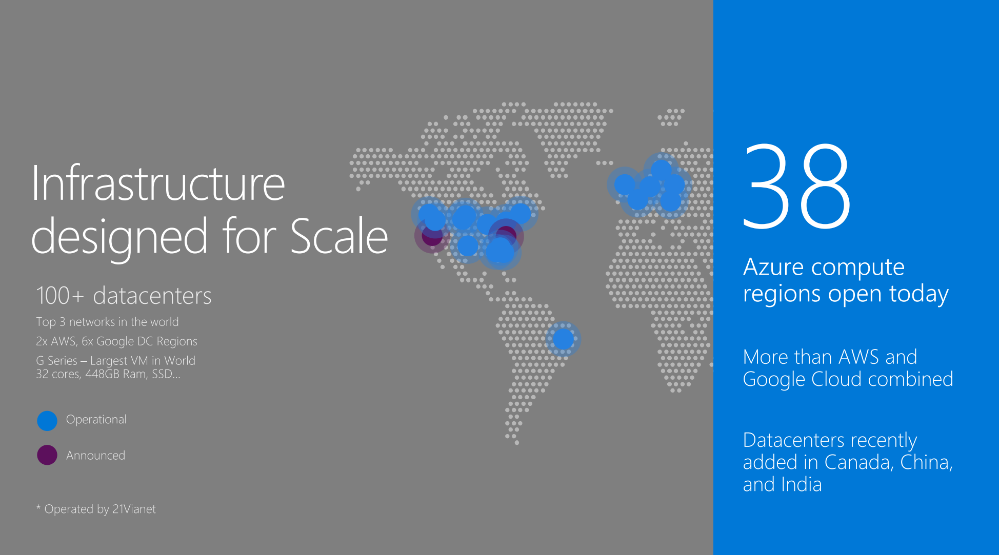 Infrastructure
designed for Scale
100+ datacenters
Top 3 networks in the world
2x AWS, 6x Google DC Regions
G Series – Largest VM in World
32 cores, 448GB Ram, SSD…
Operational
Announced
* Operated by 21Vianet
38
Azure compute
regions open today
More than AWS and
Google Cloud combined
Datacenters recently
added in Canada, China,
and India